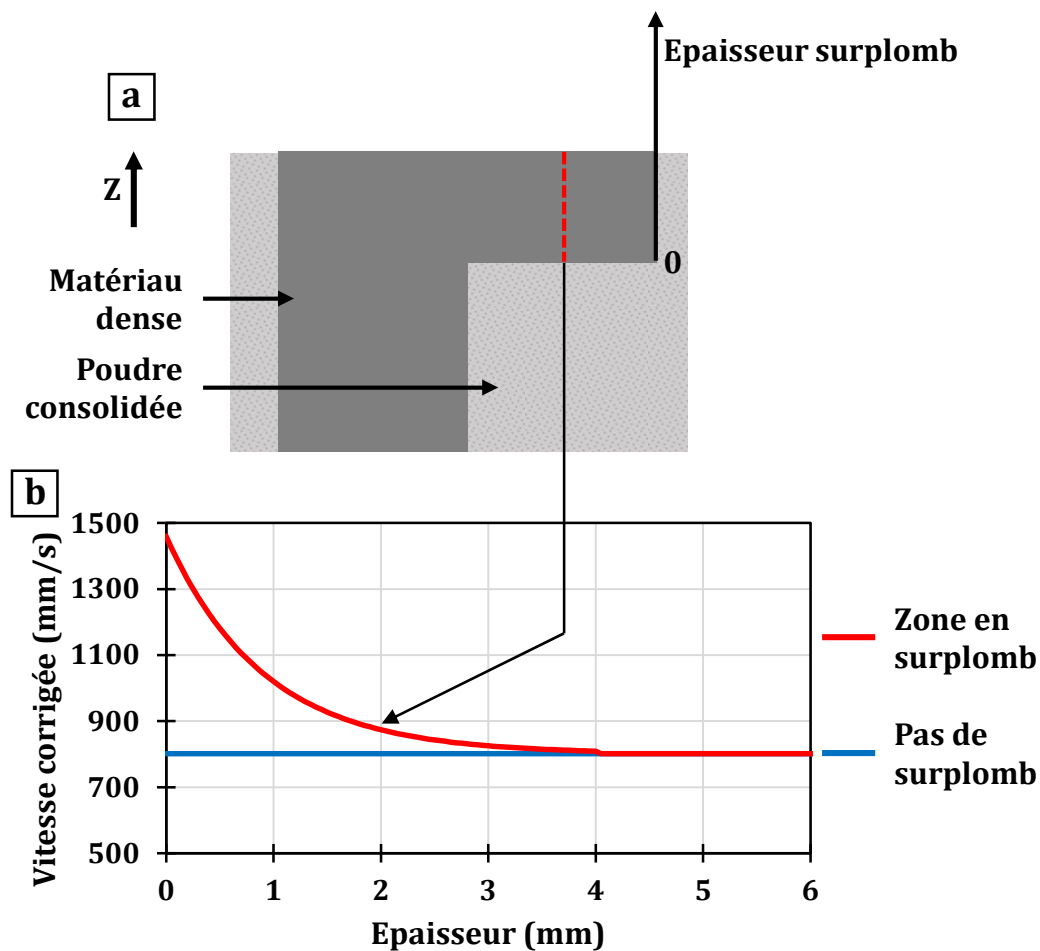 Epaisseur surplomb
a
Z
0
Matériau
dense
Poudre
consolidée
b
Vitesse corrigée (mm/s)
1500
1300
1100
900
700
500
0
1
2
3
4
5
6
Epaisseur (mm)
Zone en
surplomb
Pas de
surplomb